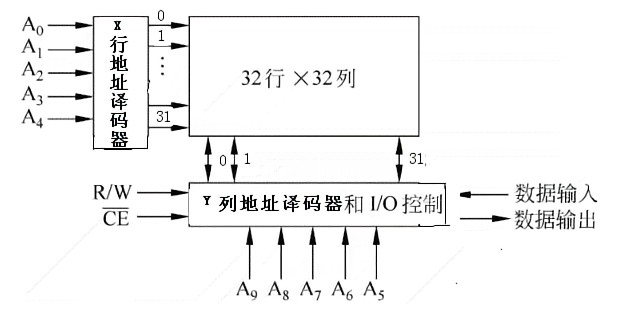 A0
A1
A2
A3
A4
X
行地址译码器
0
1
⋮
31
32行 ×32列
0
1
31
R/W
CE
Y 列地址译码器和 I/O 控制
数据输入
数据输出
A9
A8
A7
A6
A5